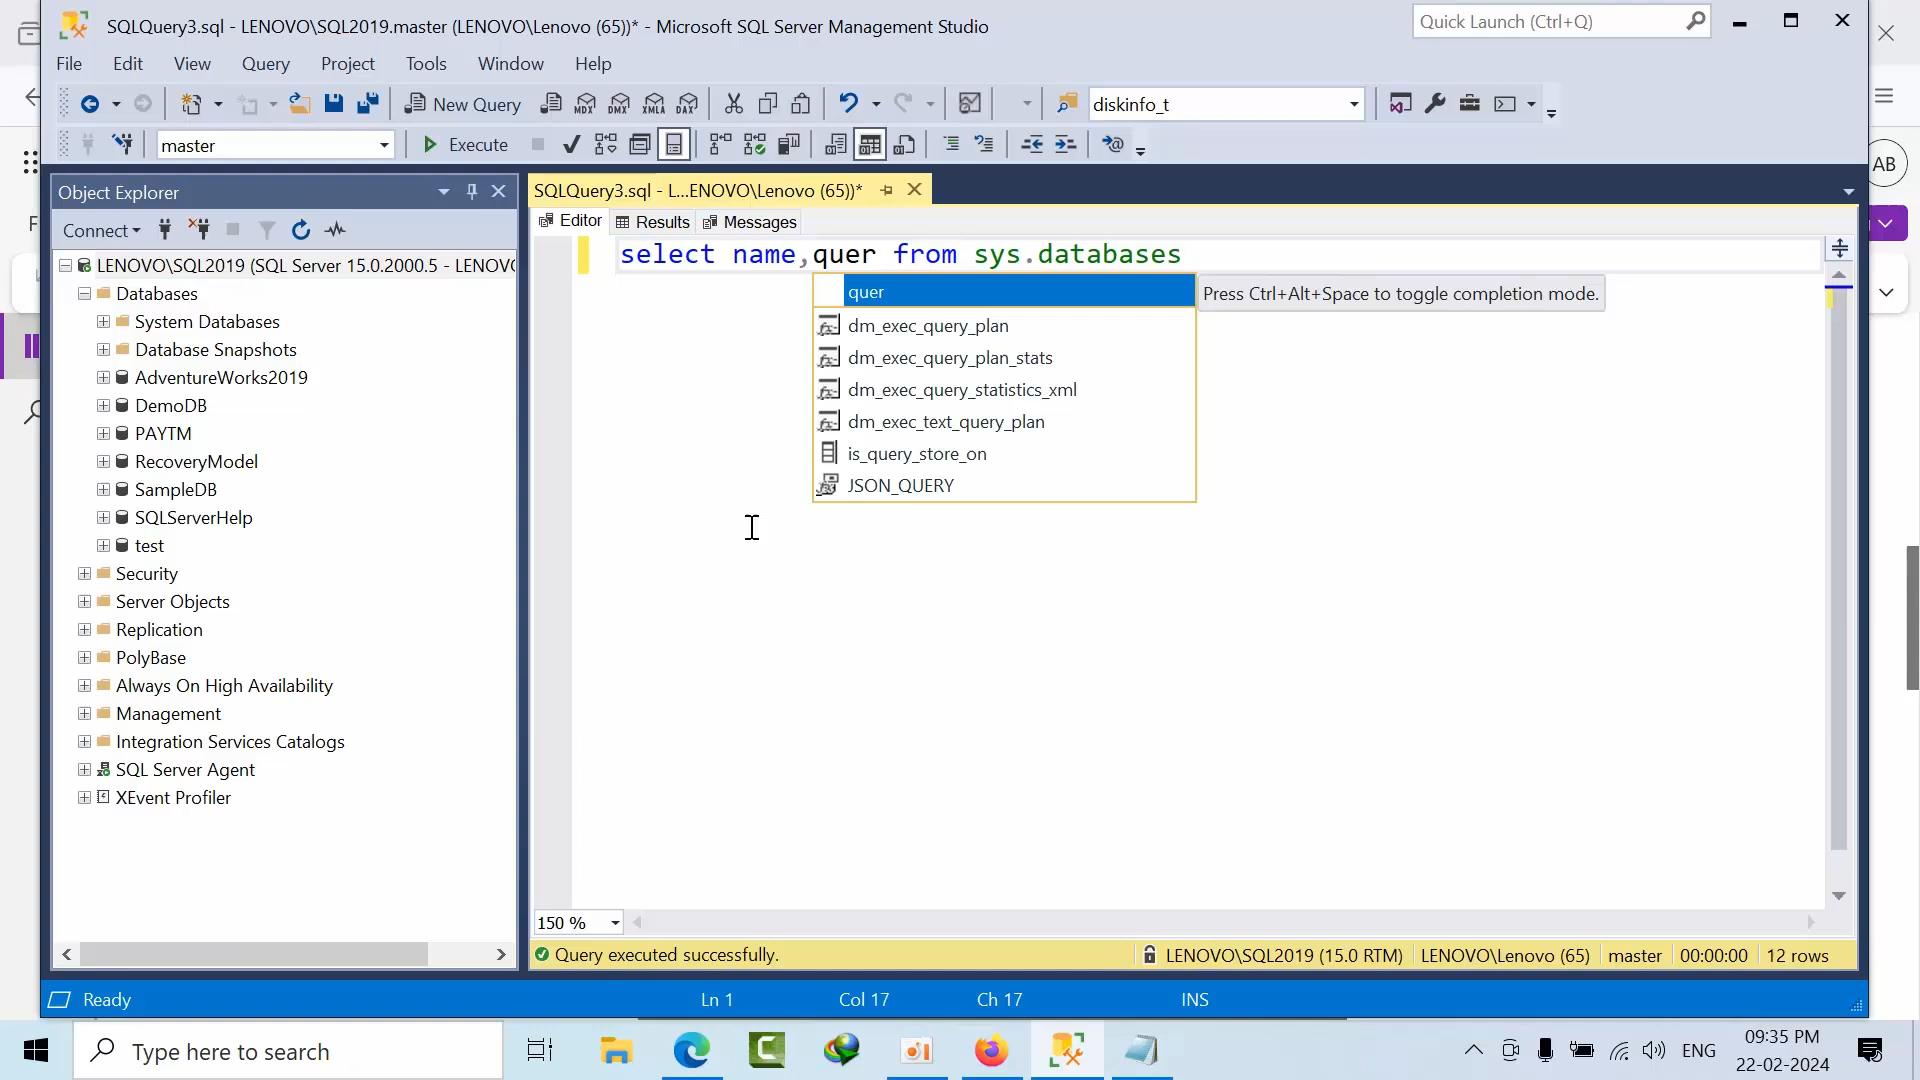 SQLQuery3.sql - LENOVO\SQL2019.master (LENOVO\Lenovo (65))* - Microsoft SQL Server Management Studio
Quick Launch (Ctrl+Q)
File Edit View Query Project Tools Window Help
New Query
MDX DMX XMLA DAX
diskinfo_t
master
Execute
AB
Object Explorer
SQLQuery3.sql - L...ENOVO\Lenovo (65))*
Editor Results Messages
Connect
select name,quer from sys.databases
LENOVO\SQL2019 (SQL Server 15.0.2000.5 - LENOVO
Databases
System Databases
Database Snapshots
AdventureWorks2019
DemoDB
PAYTM
RecoveryModel
SampleDB
SQLServerHelp
test
Security
Server Objects
Replication
PolyBase
Always On High Availability
Management
Integration Services Catalogs
SQL Server Agent
XEvent Profiler
quer
Press Ctrl+Alt+Space to toggle completion mode.
dm_exec_query_plan
dm_exec_query_plan_stats
dm_exec_query_statistics_xml
dm_exec_text_query_plan
is_query_store_on
JSON_QUERY
150 %
Query executed successfully.
LENOVO\SQL2019 (15.0 RTM) LENOVO\Lenovo (65) master 00:00:00 12 rows
Ready Ln 1 Col 17 Ch 17 INS
Type here to search
ENG
09:35 PM
22-02-2024